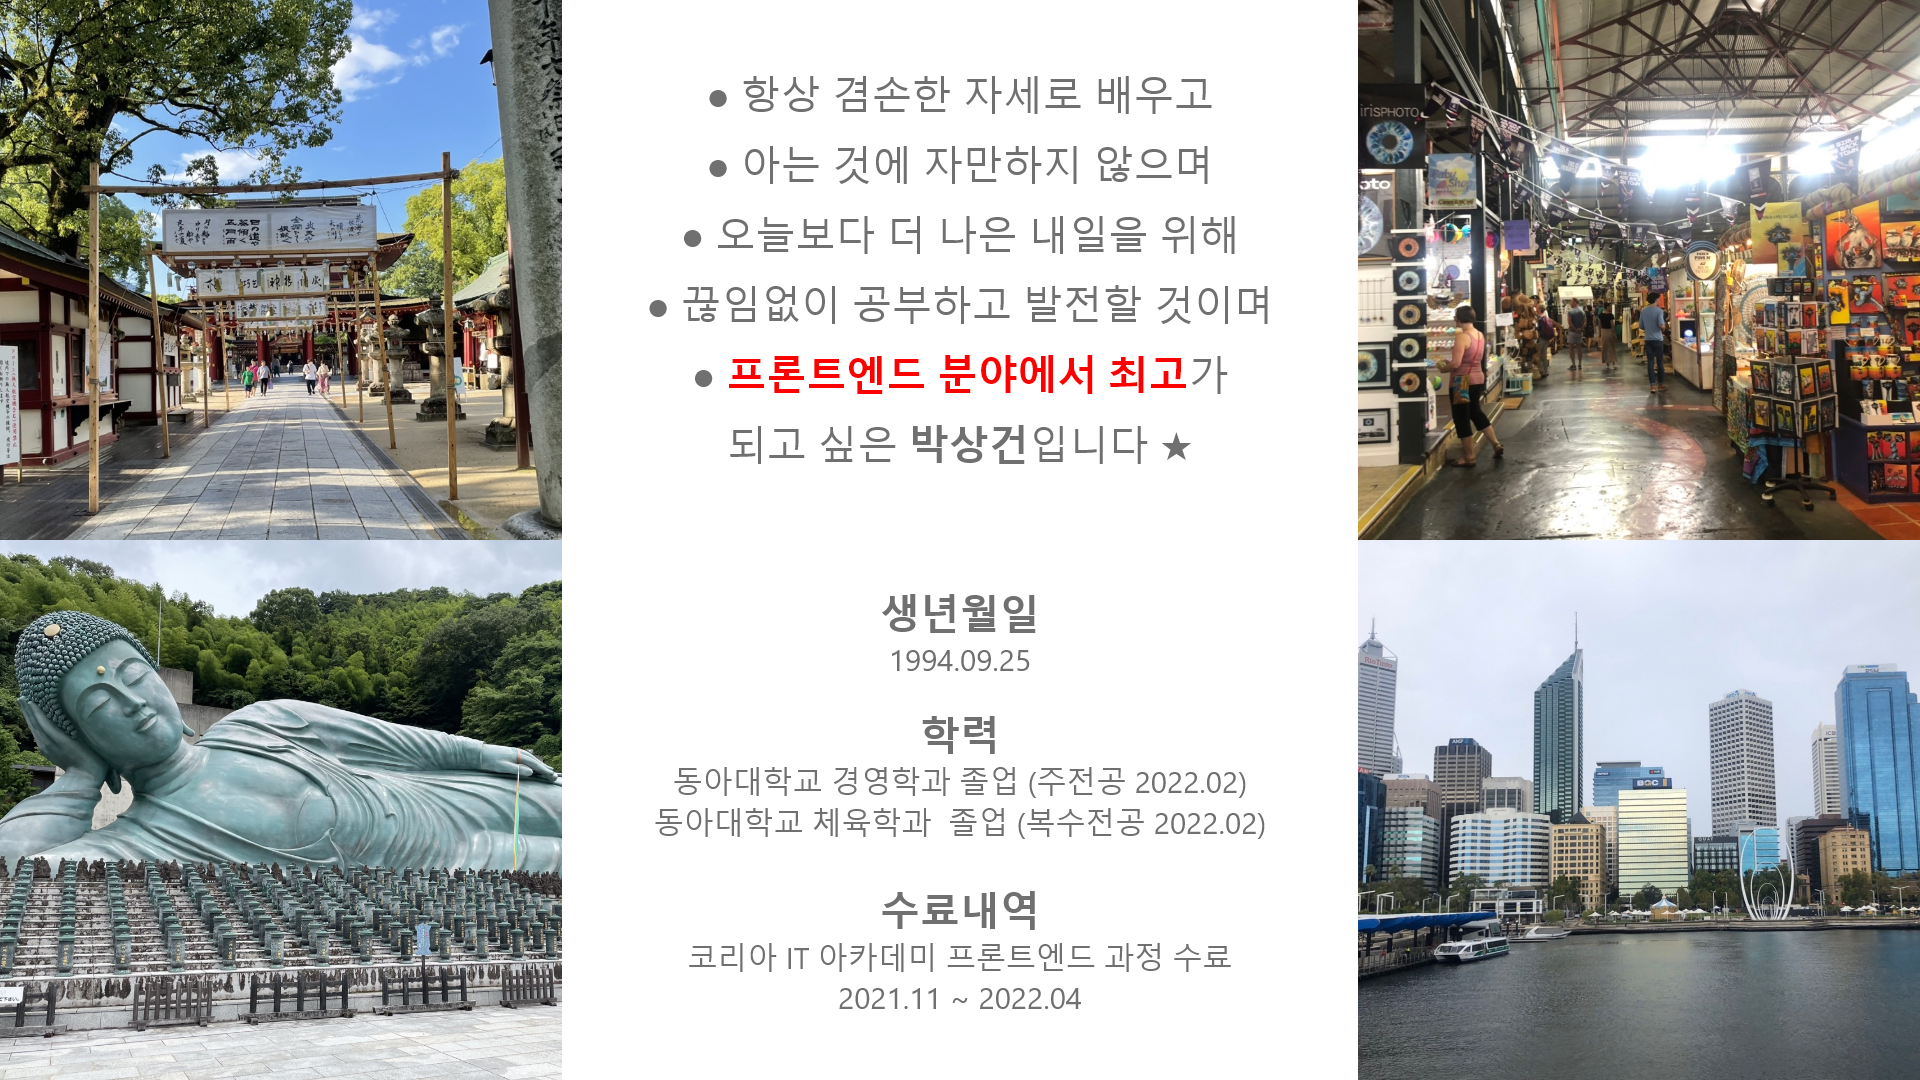 ● 항상 겸손한 자세로 배우고
● 아는 것에 자만하지 않으며
● 오늘보다 더 나은 내일을 위해
● 끊임없이 공부하고 발전할 것이며
● 프론트엔드 분야에서 최고가
되고 싶은 박상건입니다 ★
생년월일
1994.09.25
학력
동아대학교 경영학과 졸업 (주전공 2022.02)
동아대학교 체육학과 졸업 (복수전공 2022.02)
수료내역
코리아 IT 아카데미 프론트엔드 과정 수료
2021.11 ~ 2022.04
irisPHOTO
RioTinto
BGC